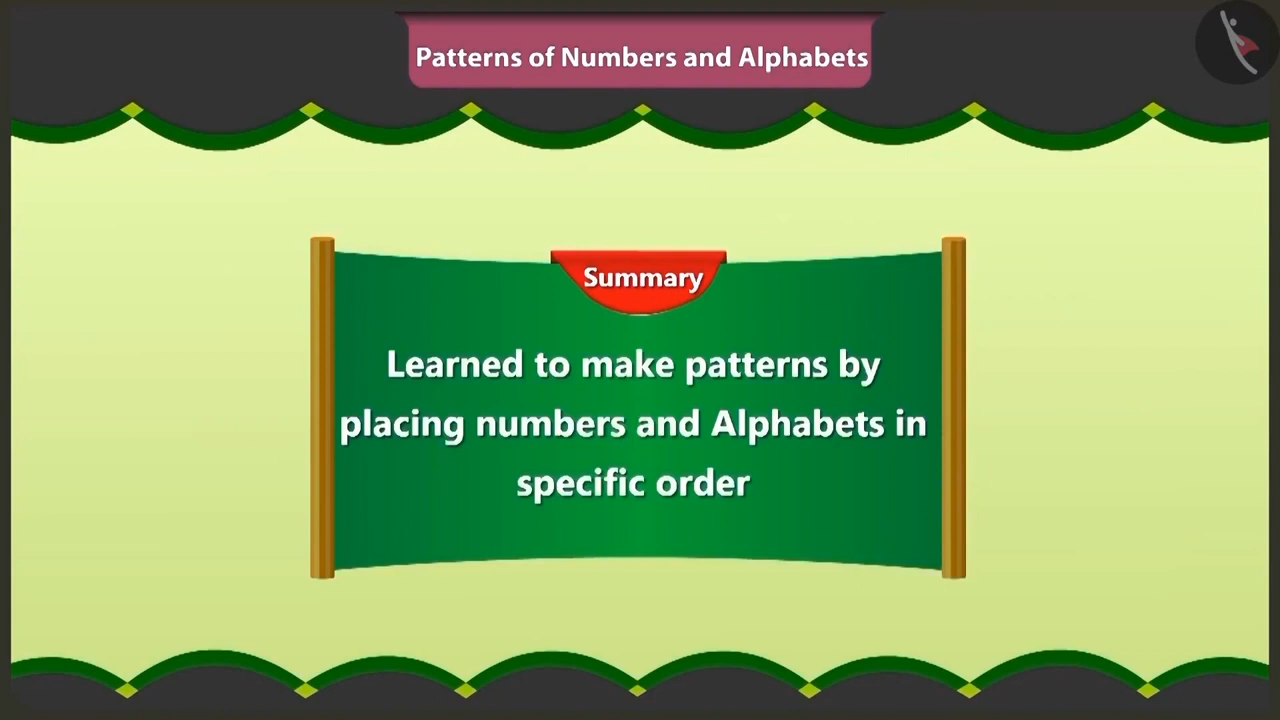 Patterns of Numbers and Alphabets
Summary
Learned to make patterns by
placing numbers and Alphabets in
specific order